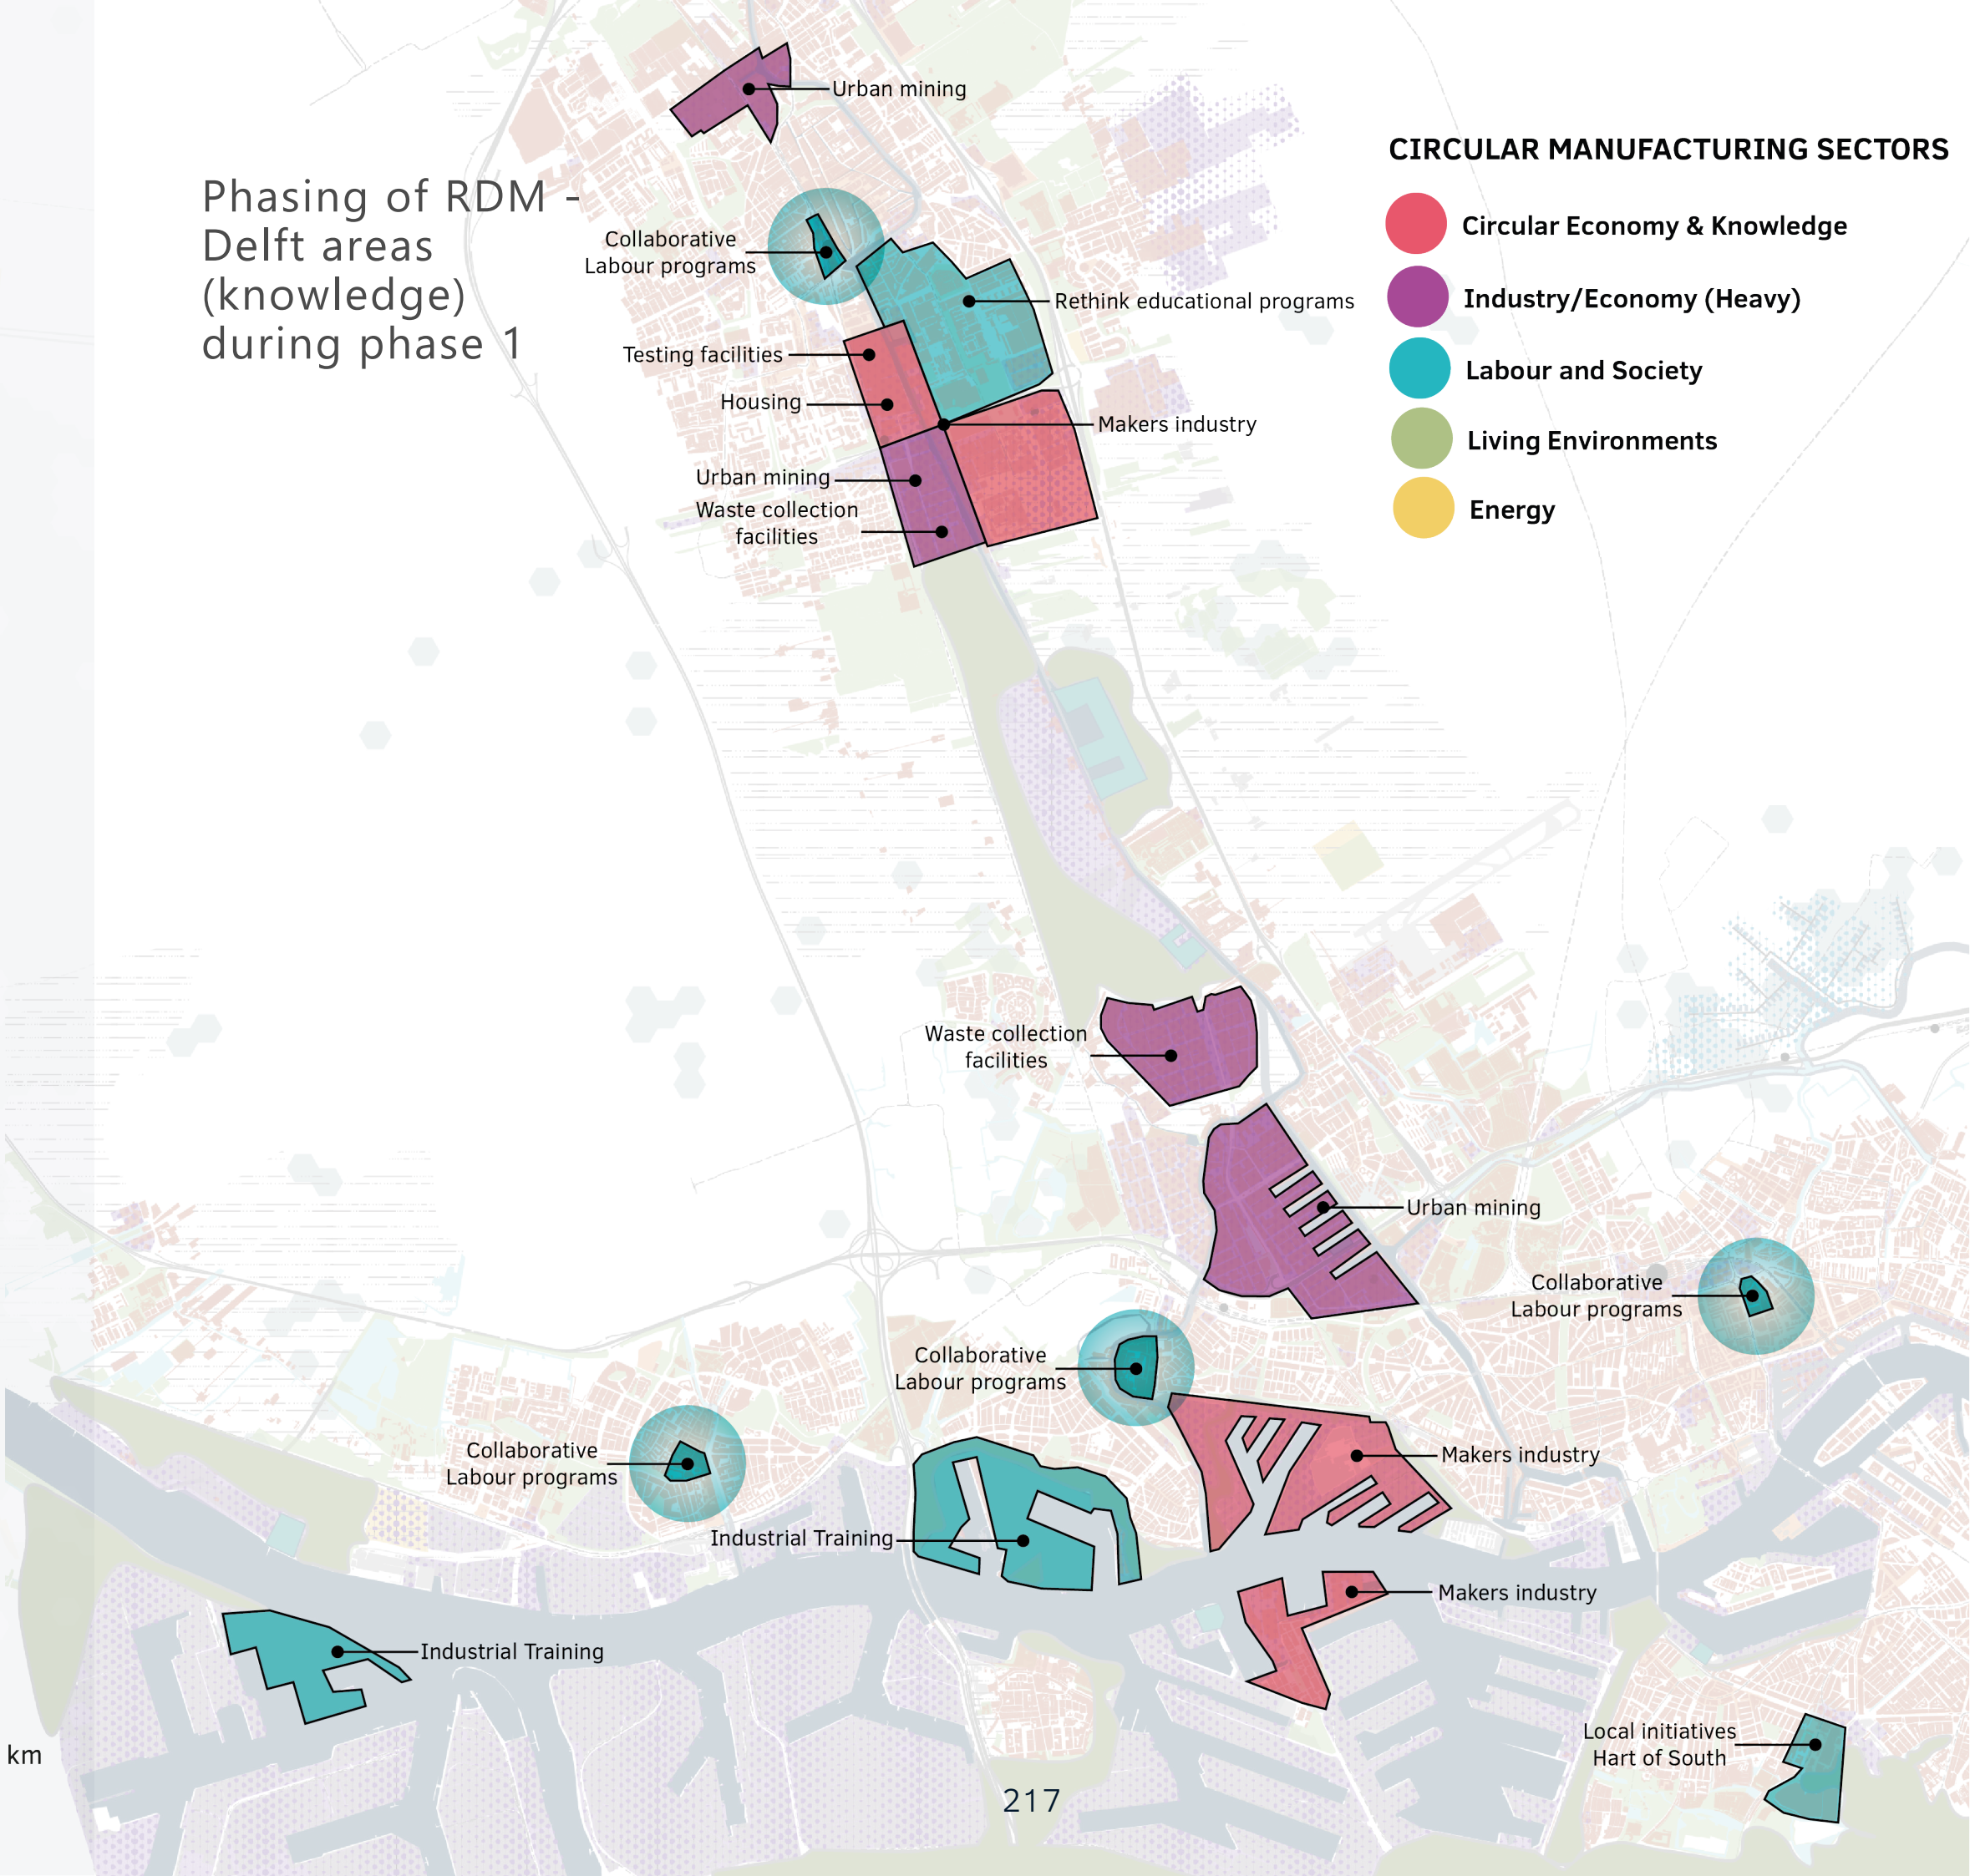 Urban mining
CIRCULAR MANUFACTURING SECTORS
Phasing of RDM -
Delft areas
(knowledge)
during phase 1
Circular Economy & Knowledge
Industry/Economy (Heavy)
Labour and Society
Living Environments
Energy
Collaborative
Labour programs
Rethink educational programs
Testing facilities
Housing
Makers industry
Urban mining
Waste collection
facilities
Waste collection
facilities
Urban mining
Collaborative
Labour programs
Collaborative
Labour programs
Collaborative
Labour programs
Makers industry
Industrial Training
Makers industry
Industrial Training
Local initiatives
Hart of South
km
217